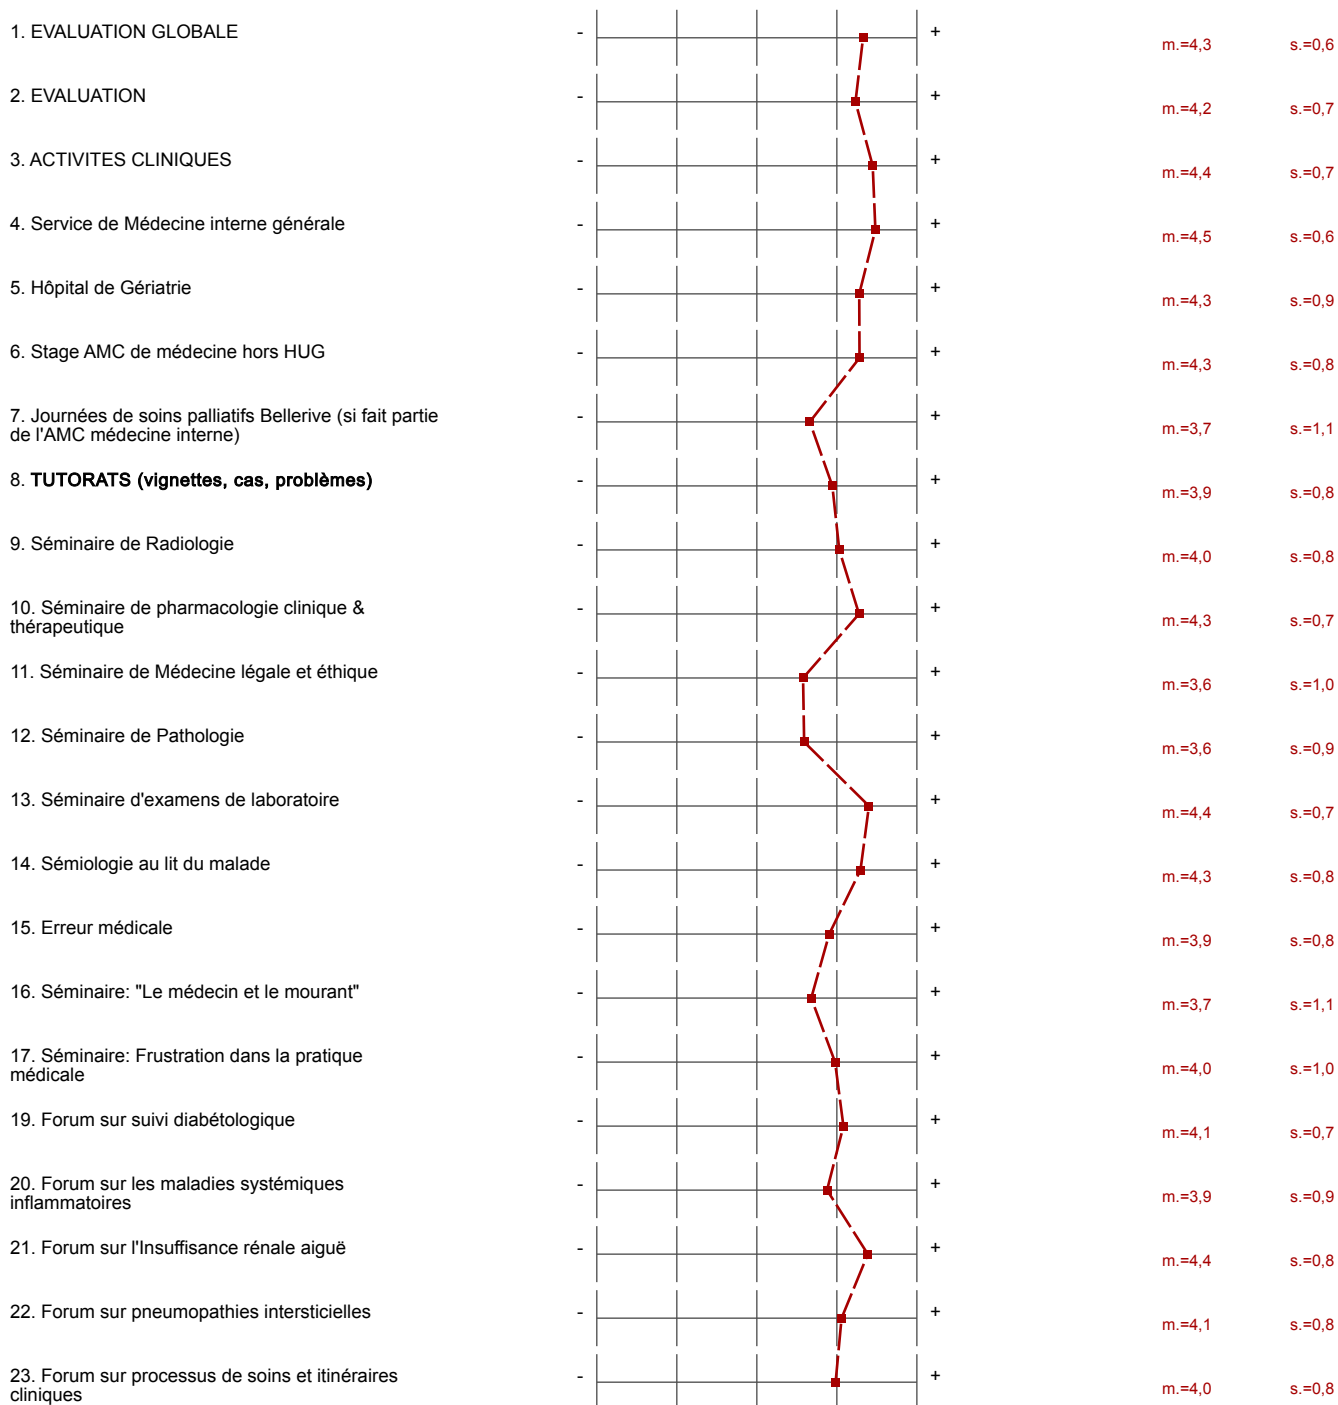 1. EVALUATION GLOBALE - + m.=4,3 s.=0,6
2. EVALUATION - + m.=4,2 s.=0,7
3. ACTIVITES CLINIQUES - + m.=4,4 s.=0,7
4. Service de Médecine interne générale - + m.=4,5 s.=0,6
5. Hôpital de Gériatrie - + m.=4,3 s.=0,9
6. Stage AMC de médecine hors HUG - + m.=4,3 s.=0,8
7. Journées de soins palliatifs Bellerive (si fait partie
de l'AMC médecine interne) - + m.=3,7 s.=1,1
8. TUTORATS (vignettes, cas, problèmes) - + m.=3,9 s.=0,8
9. Séminaire de Radiologie - + m.=4,0 s.=0,8
10. Séminaire de pharmacologie clinique &
thérapeutique - + m.=4,3 s.=0,7
11. Séminaire de Médecine légale et éthique - + m.=3,6 s.=1,0
12. Séminaire de Pathologie - + m.=3,6 s.=0,9
13. Séminaire d'examens de laboratoire - + m.=4,4 s.=0,7
14. Sémiologie au lit du malade - + m.=4,3 s.=0,8
15. Erreur médicale - + m.=3,9 s.=0,8
16. Séminaire: "Le médecin et le mourant" - + m.=3,7 s.=1,1
17. Séminaire: Frustration dans la pratique
médicale - + m.=4,0 s.=1,0
19. Forum sur suivi diabétologique - + m.=4,1 s.=0,7
20. Forum sur les maladies systémiques
inflammatoires - + m.=3,9 s.=0,9
21. Forum sur l'Insuffisance rénale aiguë - + m.=4,4 s.=0,8
22. Forum sur pneumopathies intersticielles - + m.=4,1 s.=0,8
23. Forum sur processus de soins et itinéraires
cliniques - + m.=4,0 s.=0,8